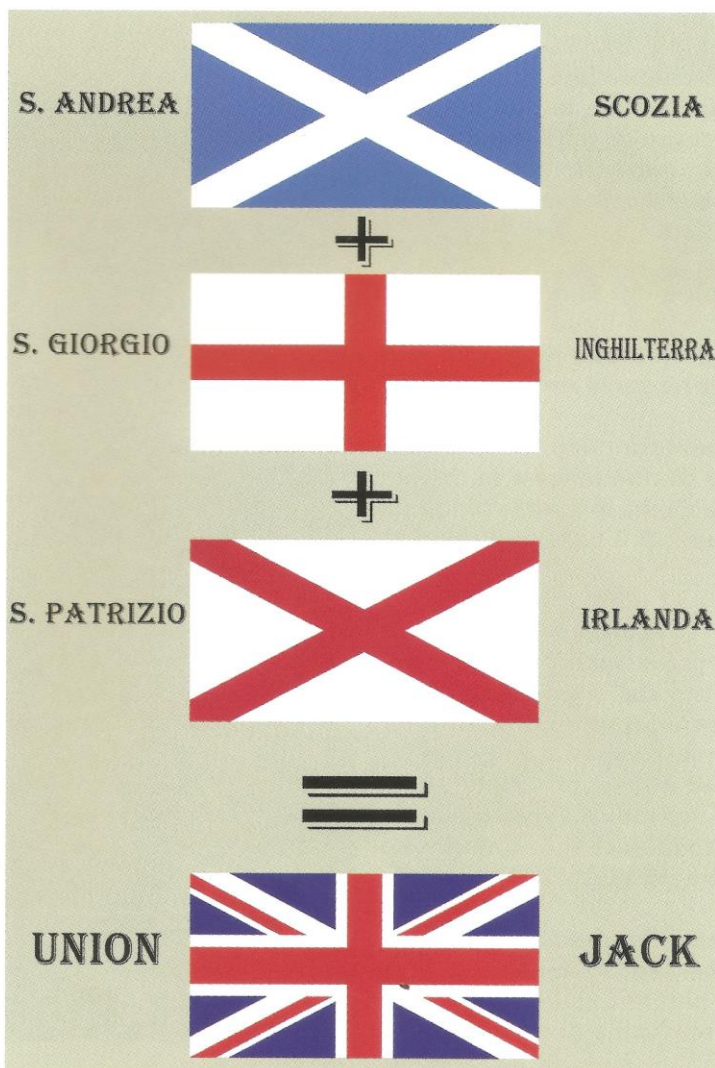 S. ANDREA SCOZIA
+
S. GIORGIO INGHILTERRA
+
S. PATRIZIO IRLANDA
=
UNION JACK